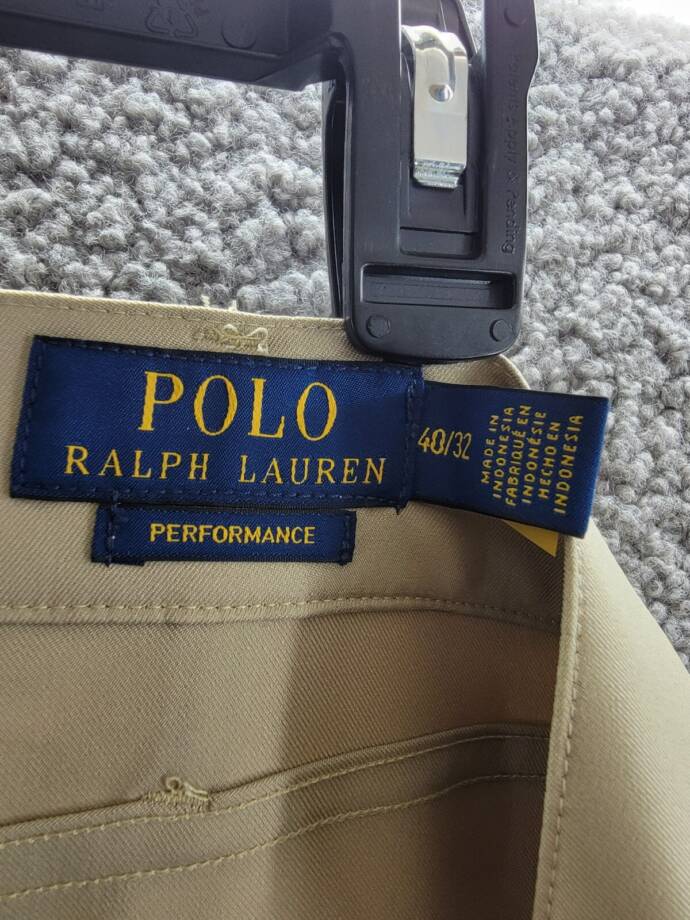 POLO
RALPH LAUREN
PERFORMANCE
40/32
MADE IN
INDONESIA
FABRIQUÉ EN
INDONÉSIE
HECHO EN
INDONESIA